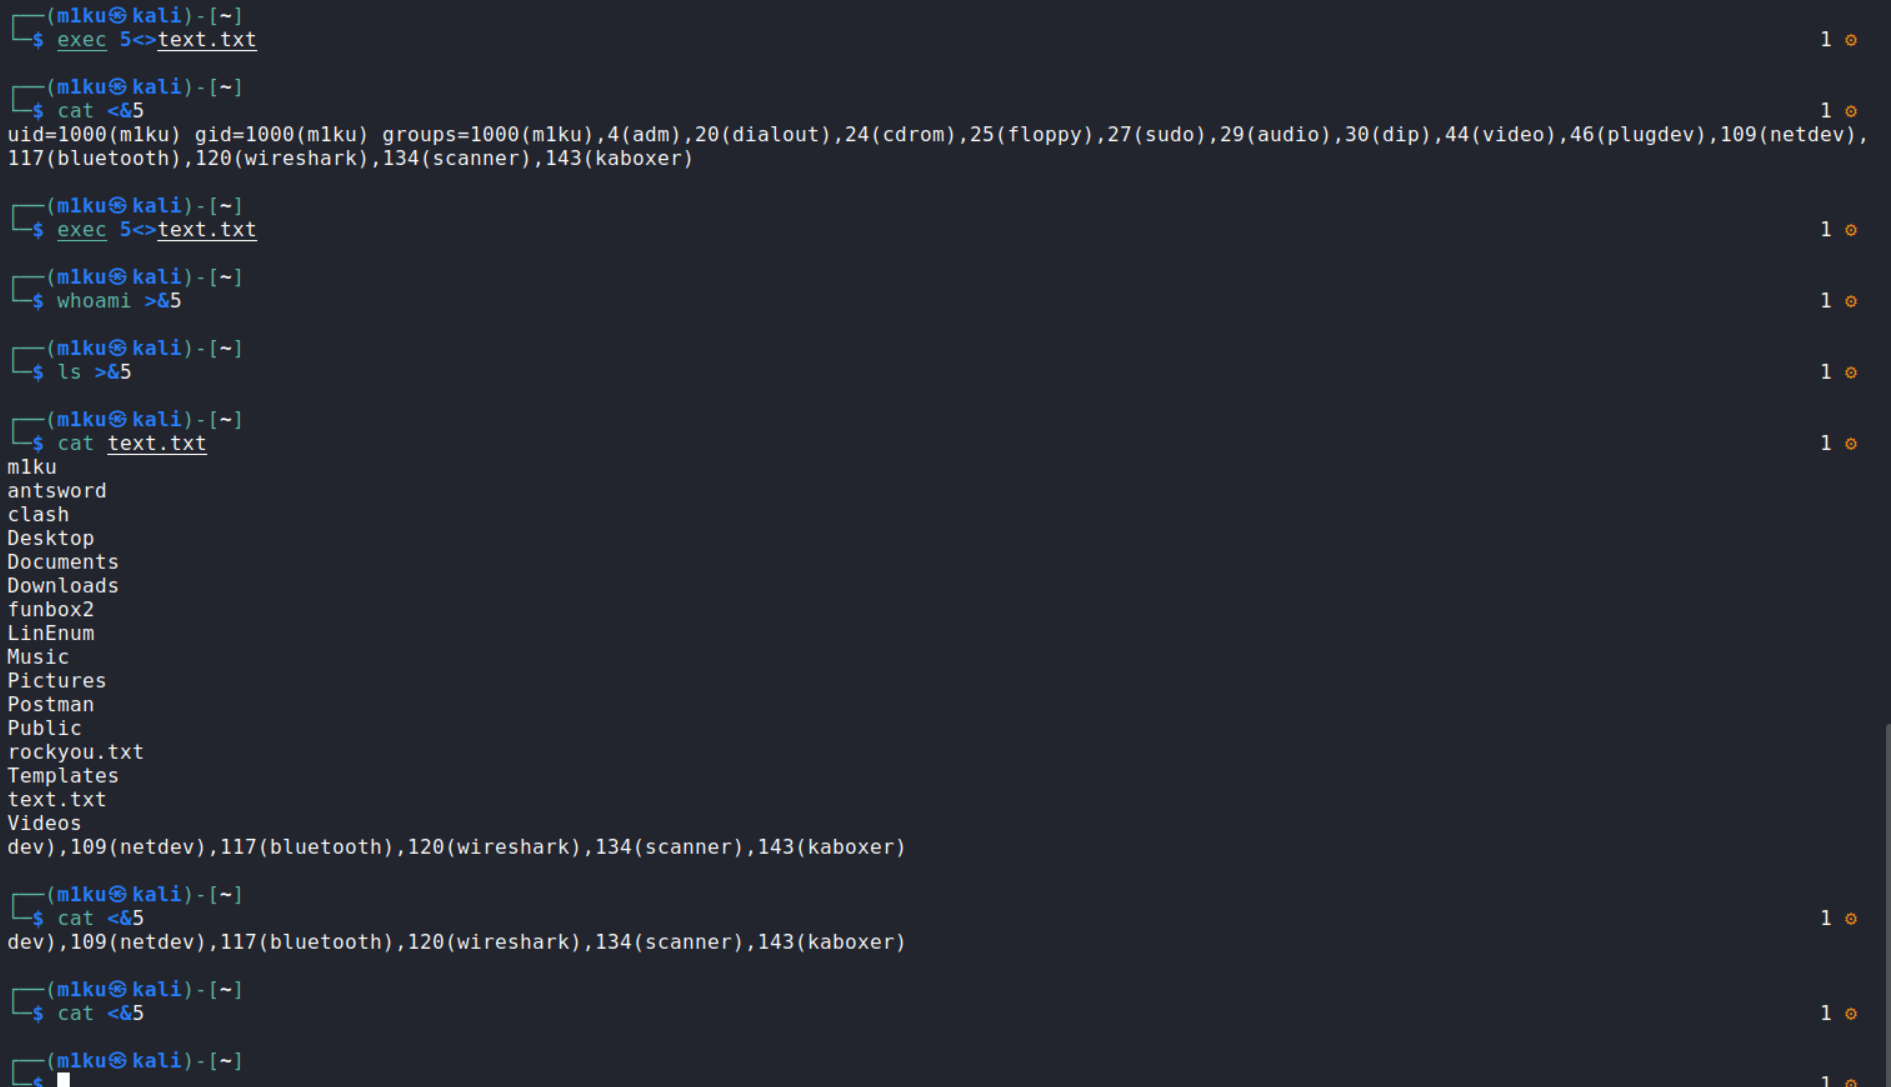 ┌──(m1ku㉿kali)-[~]
└─$ exec 5<>text.txt 1 ⚙
┌──(m1ku㉿kali)-[~]
└─$ cat <&5 1 ⚙
uid=1000(m1ku) gid=1000(m1ku) groups=1000(m1ku),4(adm),20(dialout),24(cdrom),25(floppy),27(sudo),29(audio),30(dip),44(video),46(plugdev),109(netdev),
117(bluetooth),120(wireshark),134(scanner),143(kaboxer)
┌──(m1ku㉿kali)-[~]
└─$ exec 5<>text.txt 1 ⚙
┌──(m1ku㉿kali)-[~]
└─$ whoami >&5 1 ⚙
┌──(m1ku㉿kali)-[~]
└─$ ls >&5 1 ⚙
┌──(m1ku㉿kali)-[~]
└─$ cat text.txt 1 ⚙
m1ku
antsword
clash
Desktop
Documents
Downloads
funbox2
LinEnum
Music
Pictures
Postman
Public
rockyou.txt
Templates
text.txt
Videos
dev),109(netdev),117(bluetooth),120(wireshark),134(scanner),143(kaboxer)
┌──(m1ku㉿kali)-[~]
└─$ cat <&5 1 ⚙
dev),109(netdev),117(bluetooth),120(wireshark),134(scanner),143(kaboxer)
┌──(m1ku㉿kali)-[~]
└─$ cat <&5 1 ⚙
┌──(m1ku㉿kali)-[~]
└─$ 1 ⚙